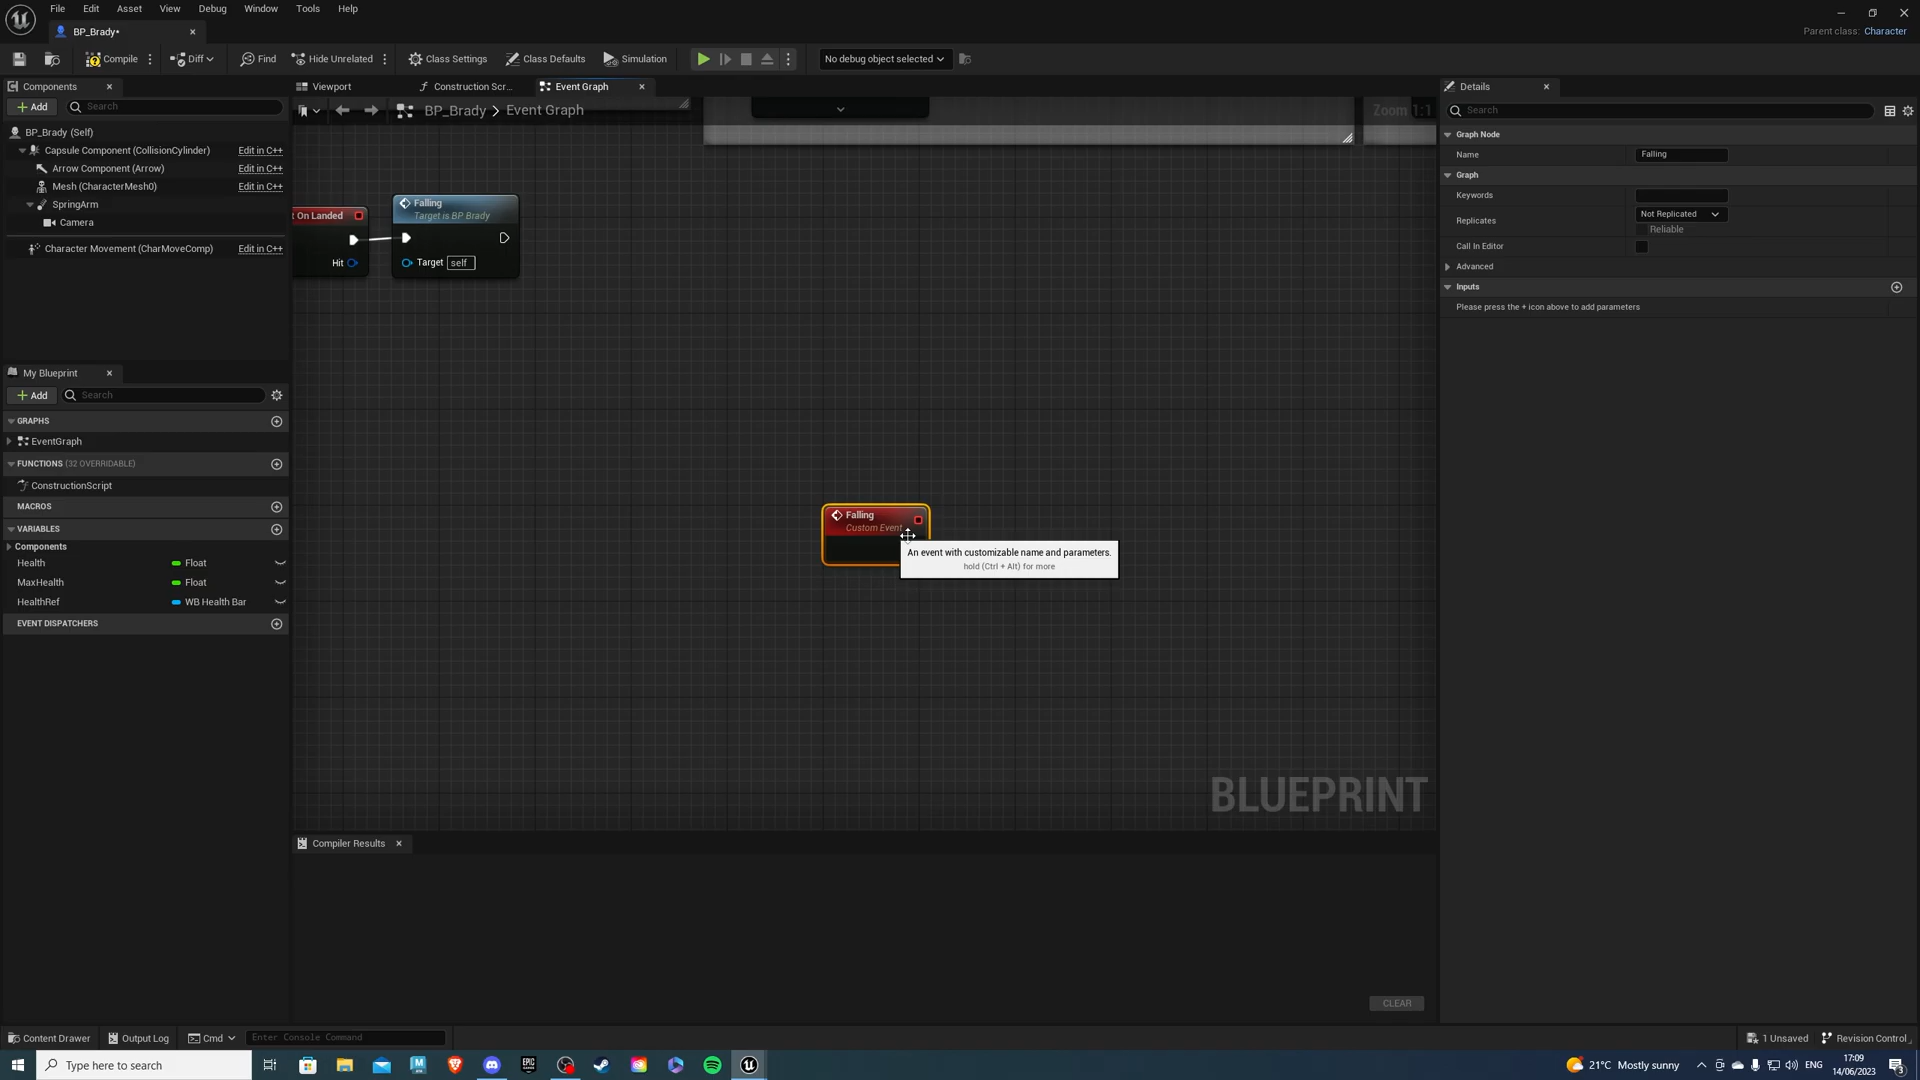 File Edit Asset View Debug Window Tools Help
BP_Brady*
Parent class: Character
Compile Diff Find Hide Unrelated Class Settings Class Defaults Simulation No debug object selected
Components
Add Search
BP_Brady (Self)
Capsule Component (CollisionCylinder) Edit in C++
Arrow Component (Arrow) Edit in C++
Mesh (CharacterMesh0) Edit in C++
SpringArm
Camera
Character Movement (CharMoveComp) Edit in C++
My Blueprint
Add Search
GRAPHS
EventGraph
FUNCTIONS (32 OVERRIDABLE)
ConstructionScript
MACROS
VARIABLES
Components
Health Float
MaxHealth Float
HealthRef WB Health Bar
EVENT DISPATCHERS
Viewport Construction Scr... Event Graph
BP_Brady > Event Graph
Zoom 1:1
t On Landed
Hit
Falling
Target is BP Brady
Target self
Falling
Custom Event
An event with customizable name and parameters.
hold (Ctrl + Alt) for more
BLUEPRINT
Compiler Results
CLEAR
Details
Search
Graph Node
Name Falling
Graph
Keywords
Replicates Not Replicated
Reliable
Call In Editor
Advanced
Inputs
Please press the + icon above to add parameters
Content Drawer Output Log Cmd Enter Console Command
1 Unsaved Revision Control
Type here to search
21°C Mostly sunny
ENG
17:09
14/06/2023
3